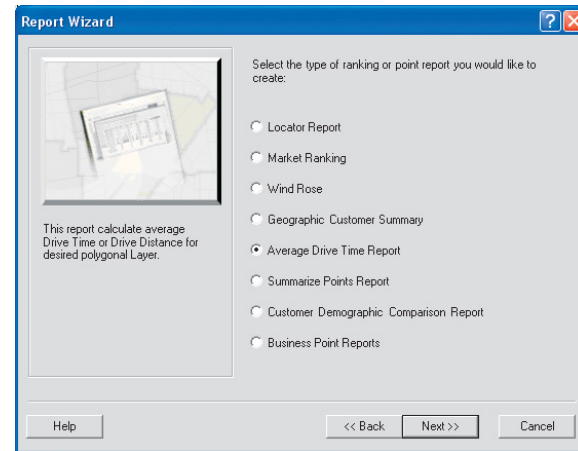 Report Wizard
Select the type of ranking or point report you would like to
create:
Locator Report
Market Ranking
Wind Rose
Geographic Customer Summary
Average Drive Time Report
Summarize Points Report
Customer Demographic Comparison Report
Business Point Reports
This report calculate average
Drive Time or Drive Distance for
desired polygonal Layer.
Help
<< Back
Next >>
Cancel